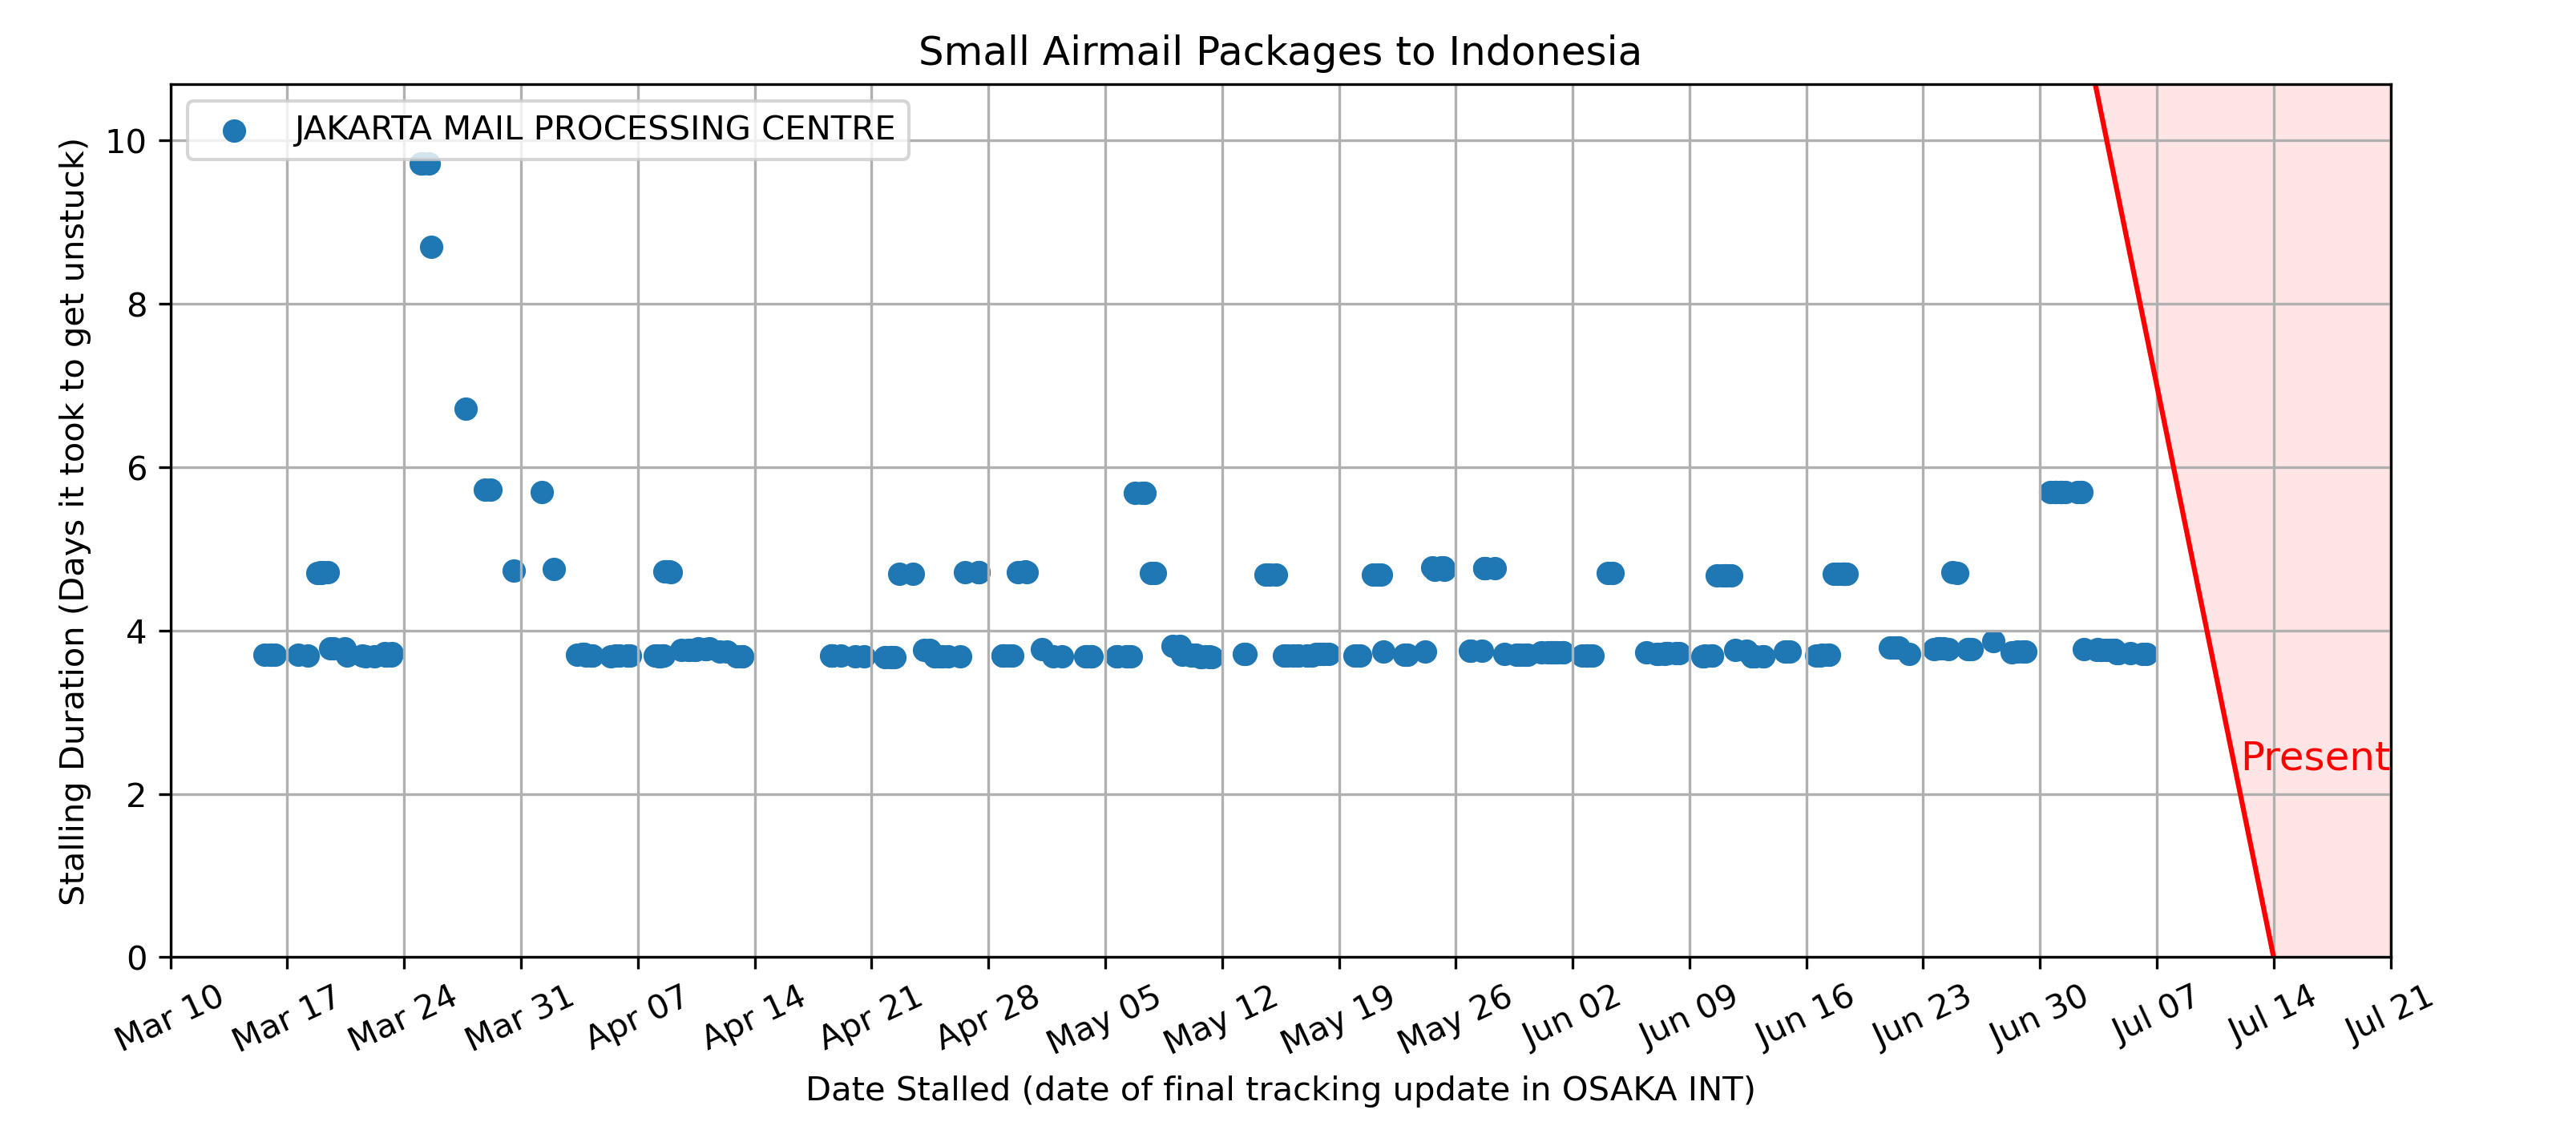 Small Airmail Packages to Indonesia
JAKARTA MAIL PROCESSING CENTRE
Stalling Duration (Days it took to get unstuck)
10
8
6
4
2
0
Present
Mar 10
Mar 17
Mar 24
Mar 31
Apr 07
Apr 14
Apr 21
Apr 28
May 05
May 12
May 19
May 26
Jun 02
Jun 09
Jun 16
Jun 23
Jun 30
Jul 07
Jul 14
Jul 21
Date Stalled (date of final tracking update in OSAKA INT)